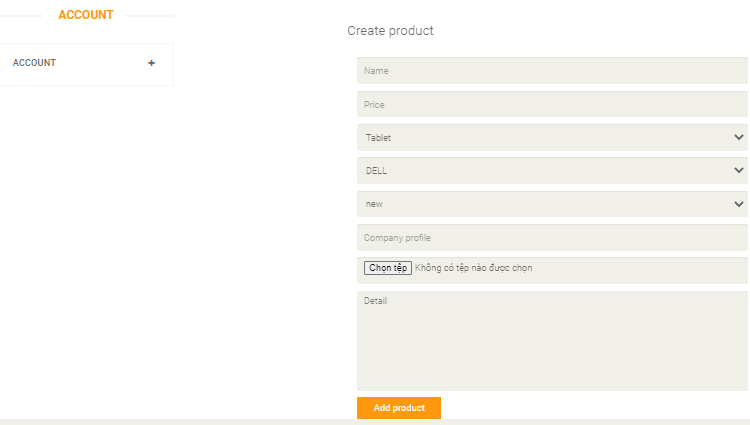 ACCOUNT
ACCOUNT +
Create product
Name
Price
Tablet
DELL
new
Company profile
Chọn tệp Không có tệp nào được chọn
Detail
Add product